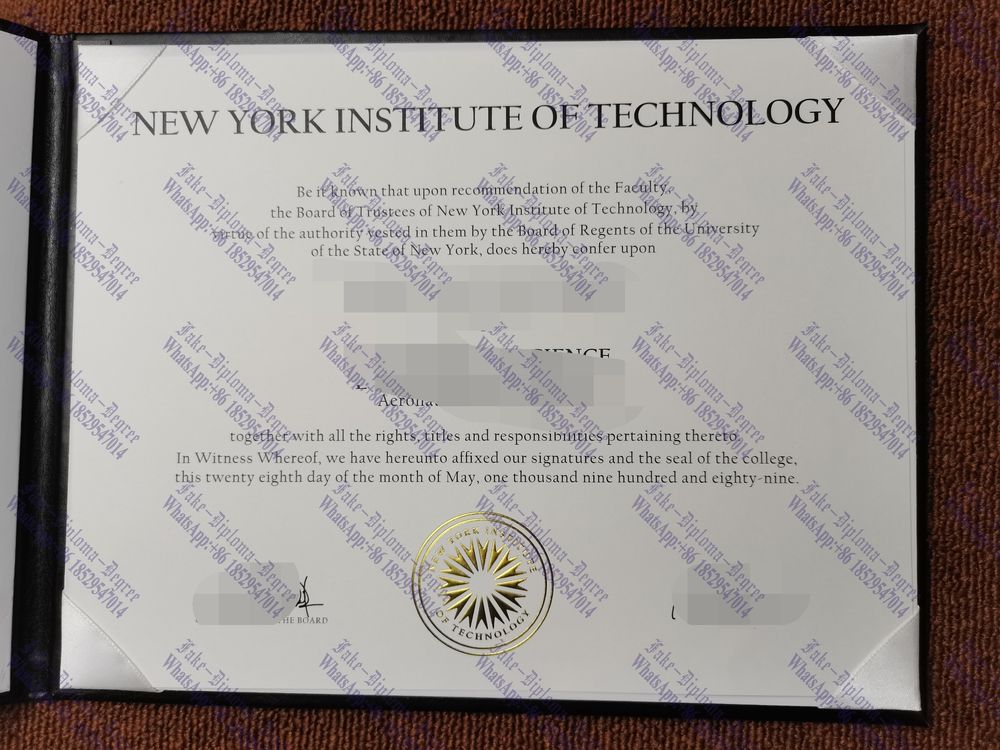 NEW YORK INSTITUTE OF TECHNOLOGY
Be it known that upon recommendation of the Faculty,
the Board of Trustees of New York Institute of Technology, by
virtue of the authority vested in them by the Board of Regents of the University
of the State of New York, does hereby confer upon
together with all the rights, titles and responsibilities pertaining thereto.
In Witness Whereof, we have hereunto affixed our signatures and the seal of the college,
this twenty eighth day of the month of May, one thousand nine hundred and eighty-nine.
THE BOARD
NEW YORK INSTITUTE
OF TECHNOLOGY
Fake-Diploma-Degree
WhatsApp:+86 18529547014